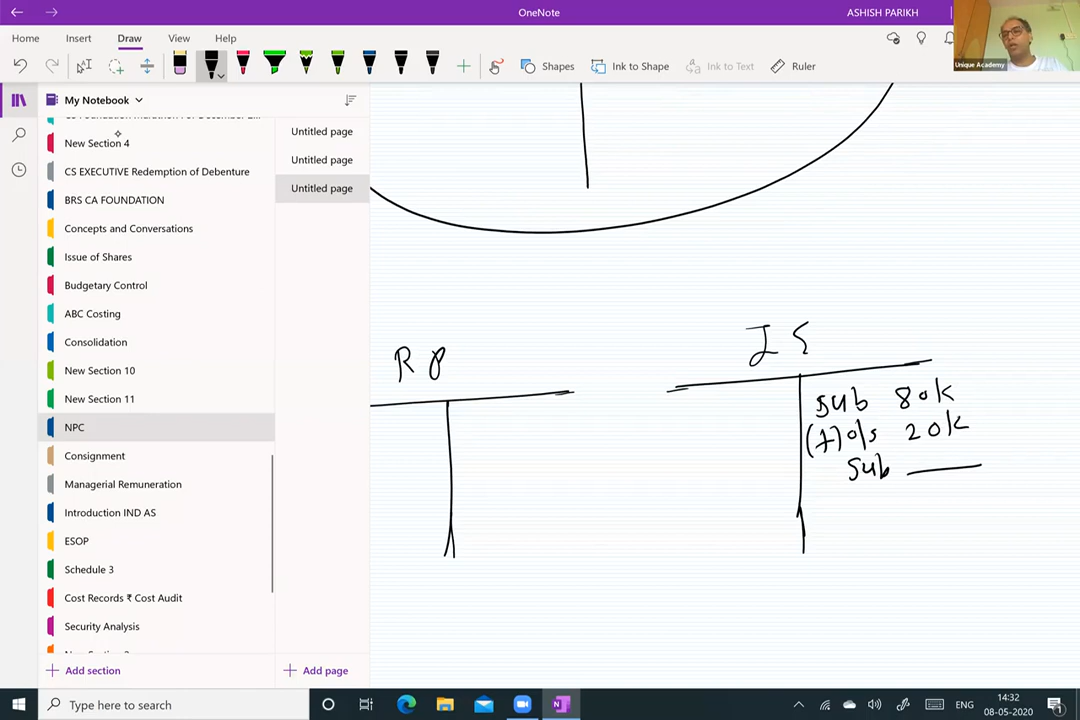 OneNote
ASHISH PARIKH
Unique Academy
Home
Insert
Draw
View
Help
Shapes
Ink to Shape
Ink to Text
Ruler
My Notebook
New Section 4
CS EXECUTIVE Redemption of Debenture
BRS CA FOUNDATION
Concepts and Conversations
Issue of Shares
Budgetary Control
ABC Costing
Consolidation
New Section 10
New Section 11
NPC
Consignment
Managerial Remuneration
Introduction IND AS
ESOP
Schedule 3
Cost Records ₹ Cost Audit
Security Analysis
Add section
Untitled page
Untitled page
Untitled page
Add page
R P
I E
Sub 80k
(+) o/s 20k
Sub
Type here to search
ENG
14:32
08-05-2020